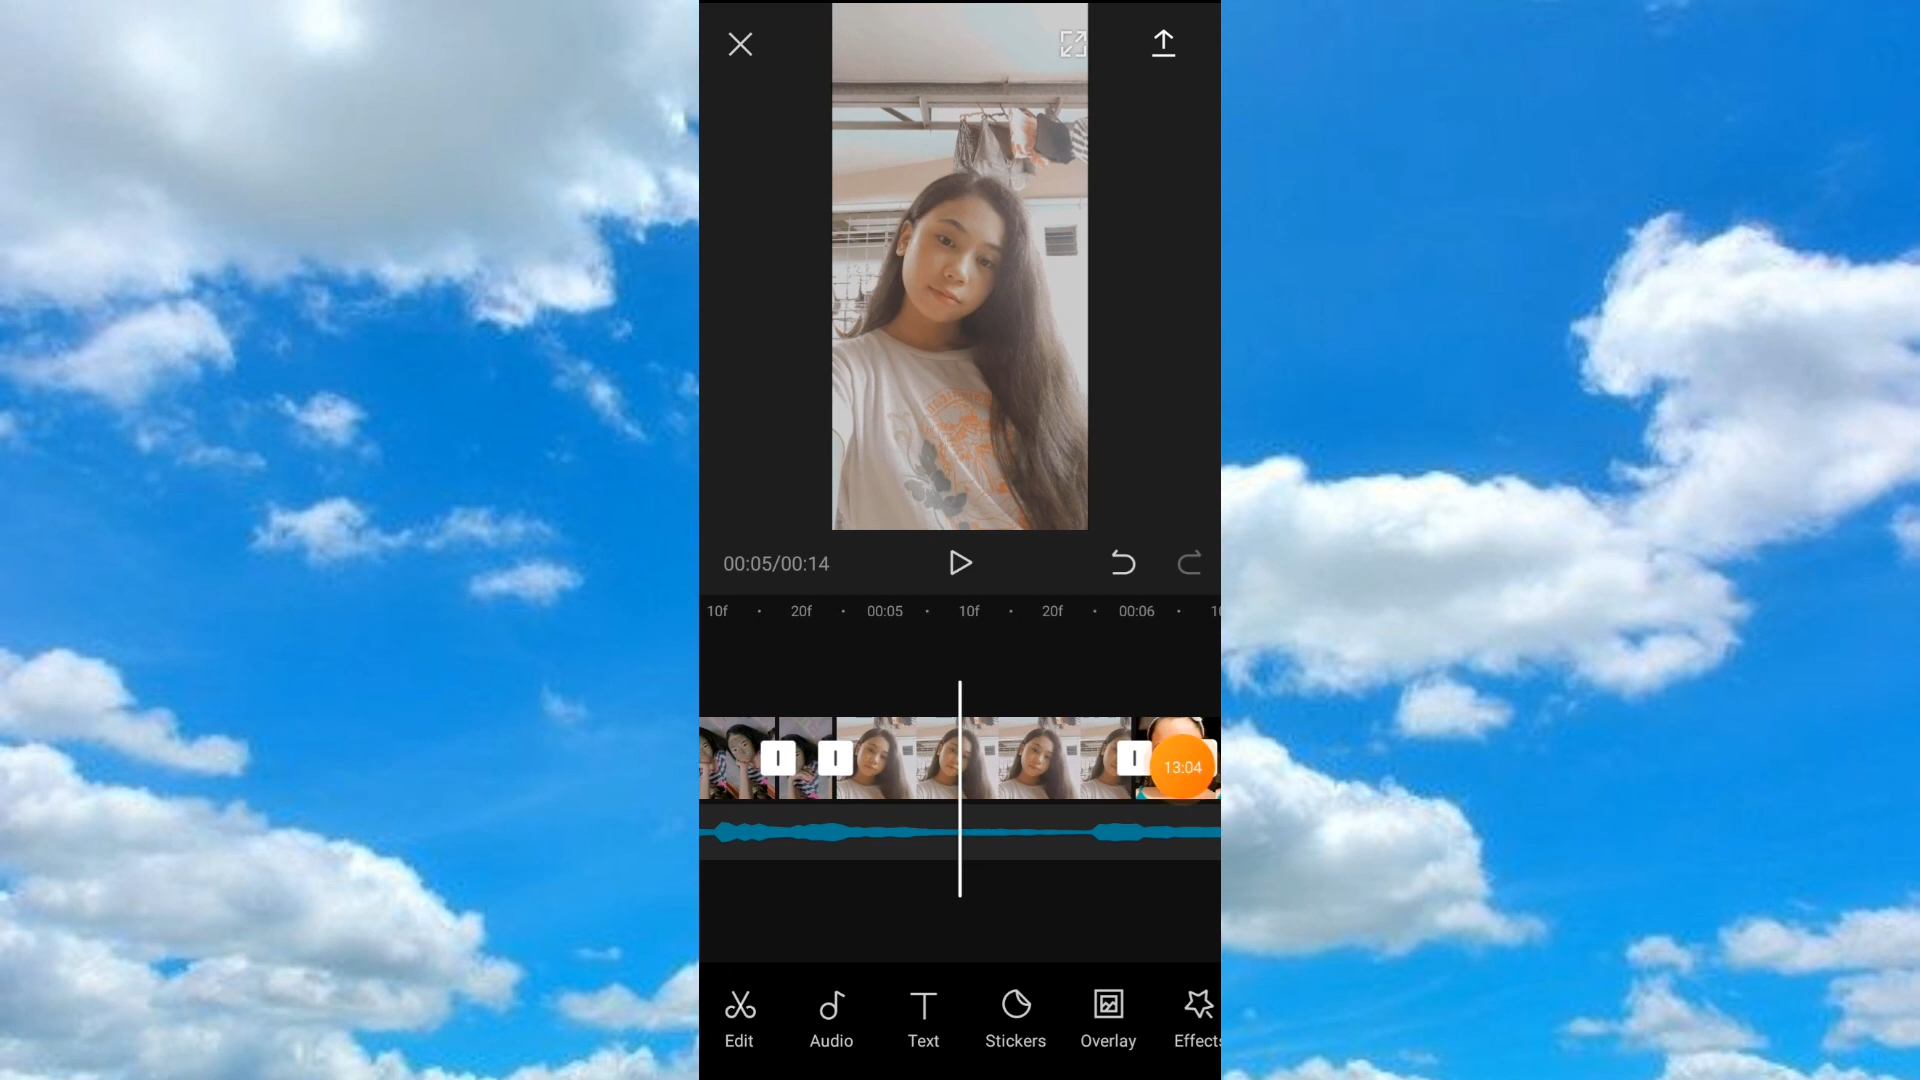 00:05/00:14
10f 20f 00:05 10f 20f 00:06 10
13:04
Edit Audio Text Stickers Overlay Effects